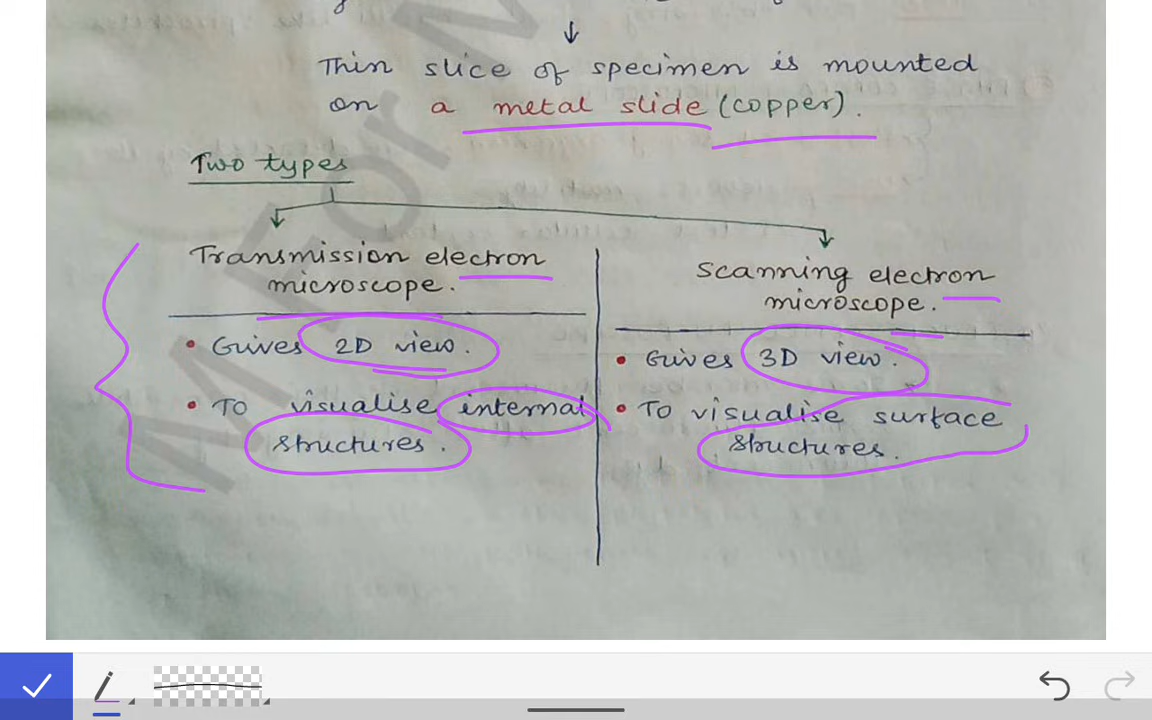 Thin slice of specimen is mounted
on a metal slide (copper).
Two types
Transmission electron
microscope.
• Gives 2D view.
• To visualise internal
structures.
Scanning electron
microscope.
• Gives 3D view.
• To visualise surface
structures.